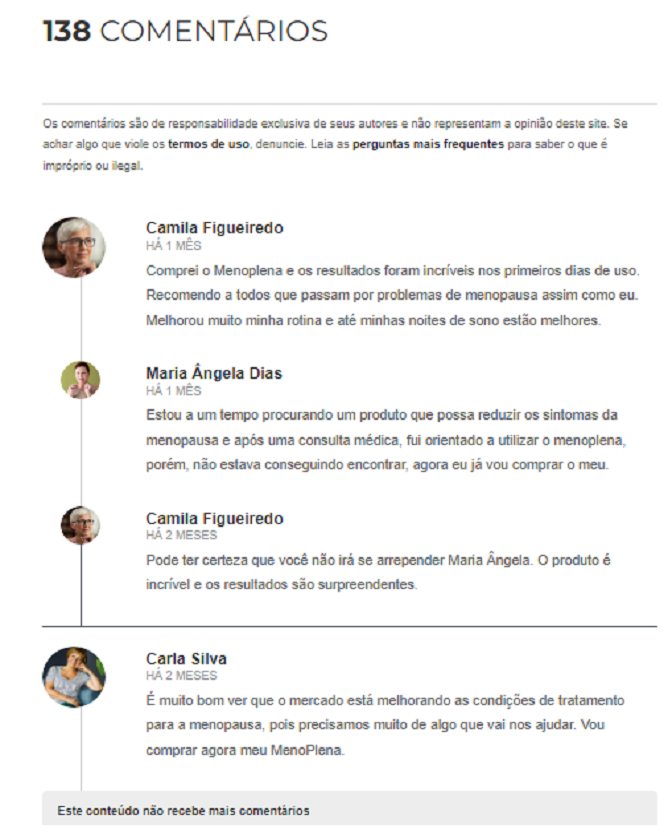 138 COMENTÁRIOS
Os comentários são de responsabilidade exclusiva de seus autores e não representam a opinião deste site. Se
achar algo que viole os termos de uso, denuncie. Leia as perguntas mais frequentes para saber o que é
impróprio ou ilegal.
Camila Figueiredo
HÁ 1 MÊS
Comprei o Menoplena e os resultados foram incríveis nos primeiros dias de uso.
Recomendo a todos que passam por problemas de menopausa assim como eu.
Melhorou muito minha rotina e até minhas noites de sono estão melhores.
Maria Ângela Dias
HÁ 1 MÊS
Estou a um tempo procurando um produto que possa reduzir os sintomas da
menopausa e após uma consulta médica, fui orientado a utilizar o menoplena,
porém, não estava conseguindo encontrar, agora eu já vou comprar o meu.
Camila Figueiredo
HÁ 2 MESES
Pode ter certeza que você não irá se arrepender Maria Ângela. O produto é
incrível e os resultados são surpreendentes.
Carla Silva
HÁ 2 MESES
É muito bom ver que o mercado está melhorando as condições de tratamento
para a menopausa, pois precisamos muito de algo que vai nos ajudar. Vou
comprar agora meu MenoPlena.
Este conteúdo não recebe mais comentários